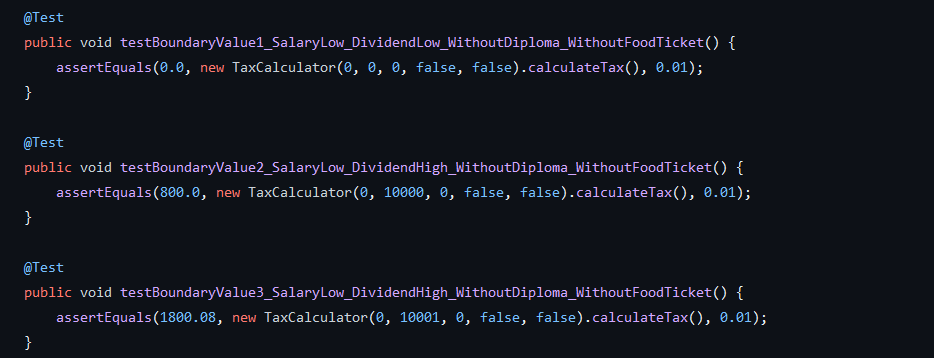 @Test
public void testBoundaryValue1_SalaryLow_DividendLow_WithoutDiploma_WithoutFoodTicket() {
assertEquals(0.0, new TaxCalculator(0, 0, 0, false, false).calculateTax(), 0.01);
}
@Test
public void testBoundaryValue2_SalaryLow_DividendHigh_WithoutDiploma_WithoutFoodTicket() {
assertEquals(800.0, new TaxCalculator(0, 10000, 0, false, false).calculateTax(), 0.01);
}
@Test
public void testBoundaryValue3_SalaryLow_DividendHigh_WithoutDiploma_WithoutFoodTicket() {
assertEquals(1800.08, new TaxCalculator(0, 10001, 0, false, false).calculateTax(), 0.01);
}